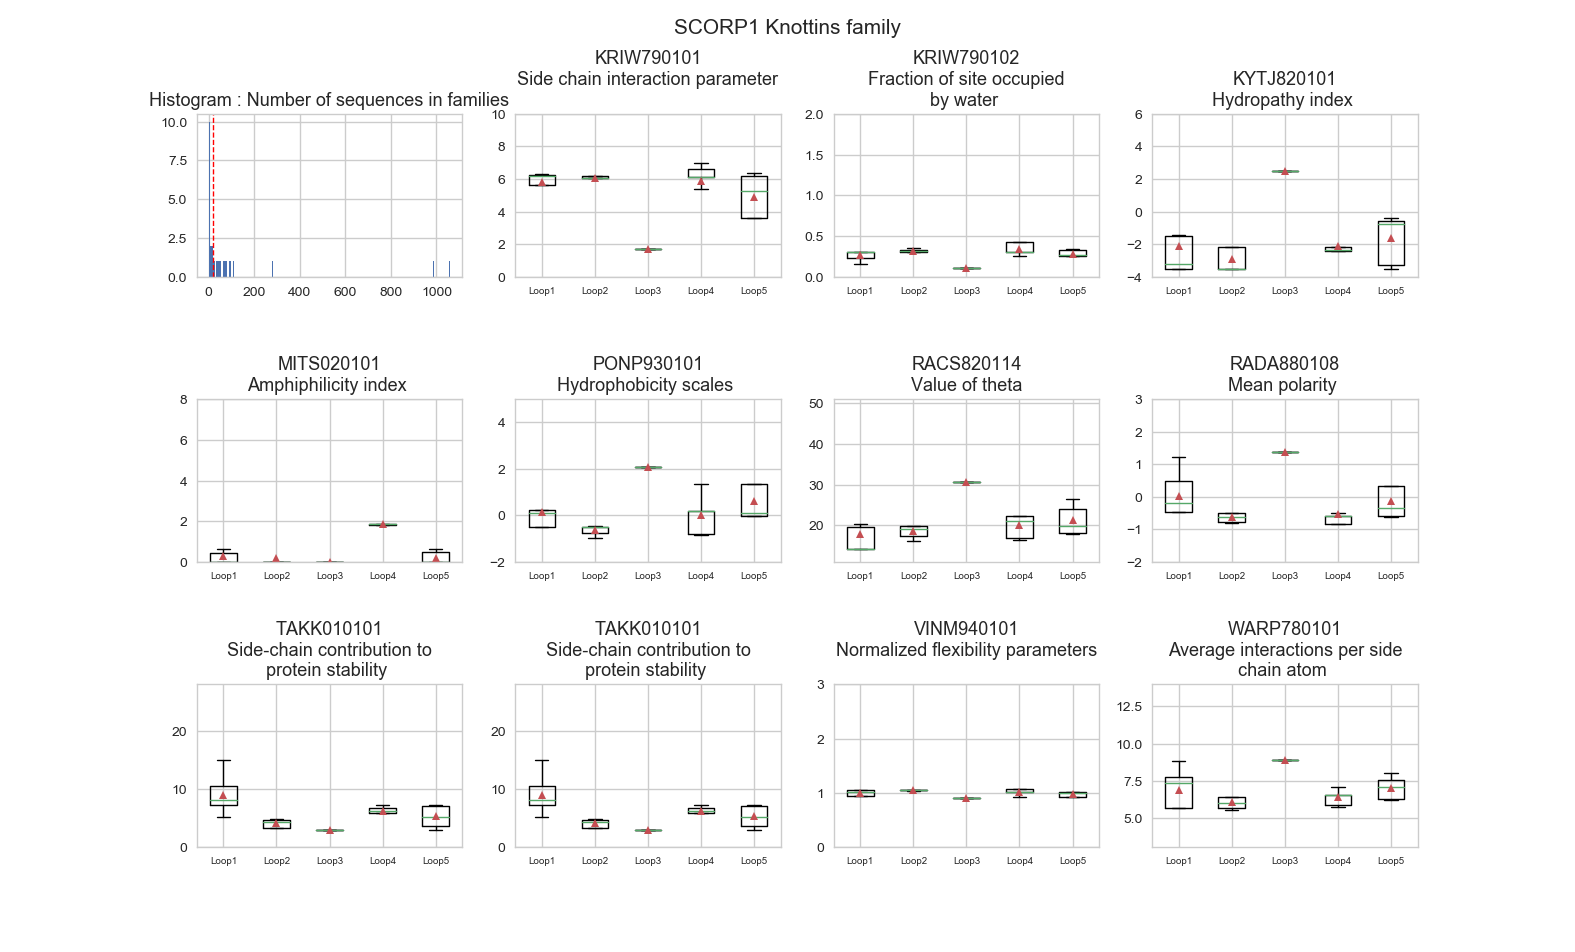 SCORP1 Knottins family
Histogram : Number of sequences in families
10.0
7.5
5.0
2.5
0.0
0 200 400 600 800 1000
KRIW790101
Side chain interaction parameter
10
8
6
4
2
0
Loop1 Loop2 Loop3 Loop4 Loop5
KRIW790102
Fraction of site occupied
by water
2.0
1.5
1.0
0.5
0.0
Loop1 Loop2 Loop3 Loop4 Loop5
KYTJ820101
Hydropathy index
6
4
2
0
−2
−4
Loop1 Loop2 Loop3 Loop4 Loop5
MITS020101
Amphiphilicity index
8
6
4
2
0
Loop1 Loop2 Loop3 Loop4 Loop5
PONP930101
Hydrophobicity scales
4
2
0
−2
Loop1 Loop2 Loop3 Loop4 Loop5
RACS820114
Value of theta
50
40
30
20
Loop1 Loop2 Loop3 Loop4 Loop5
RADA880108
Mean polarity
3
2
1
0
−1
−2
Loop1 Loop2 Loop3 Loop4 Loop5
TAKK010101
Side-chain contribution to
protein stability
20
10
0
Loop1 Loop2 Loop3 Loop4 Loop5
TAKK010101
Side-chain contribution to
protein stability
20
10
0
Loop1 Loop2 Loop3 Loop4 Loop5
VINM940101
Normalized flexibility parameters
3
2
1
0
Loop1 Loop2 Loop3 Loop4 Loop5
WARP780101
Average interactions per side
chain atom
12.5
10.0
7.5
5.0
Loop1 Loop2 Loop3 Loop4 Loop5